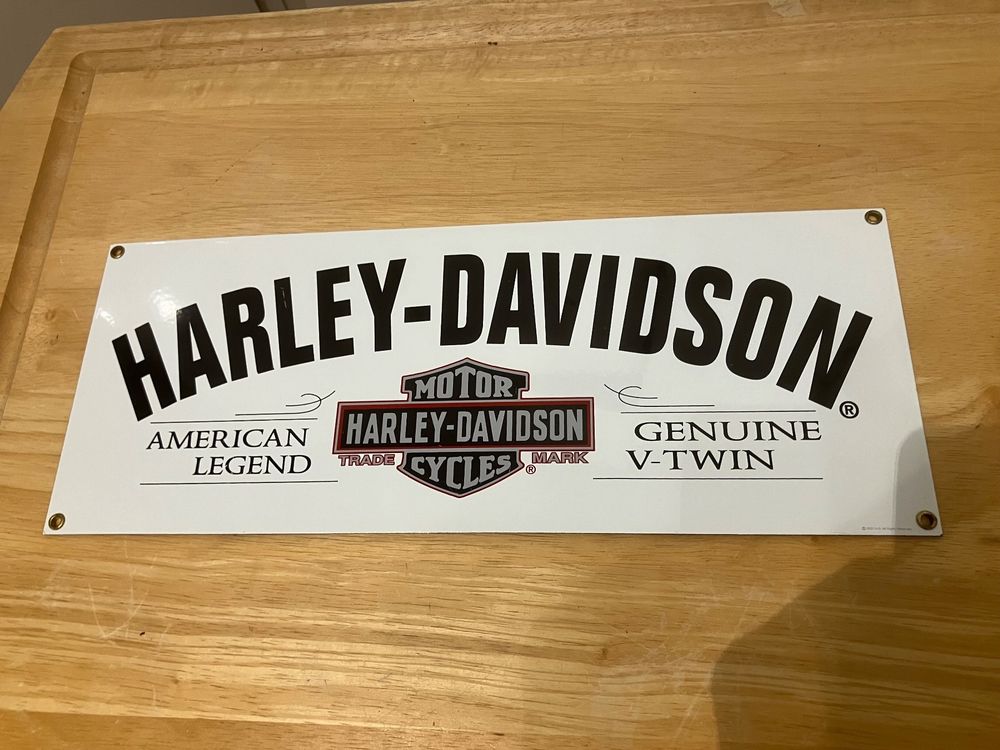 HARLEY-DAVIDSON®
AMERICAN
LEGEND
MOTOR
HARLEY-DAVIDSON
TRADE MARK
CYCLES®
GENUINE
V-TWIN